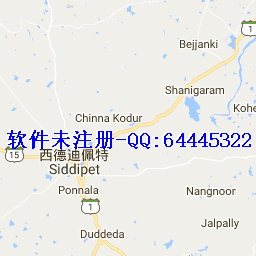 1
Bejjanki
Shanigaram
Kohe
Chinna Kodur
软件未注册-QQ:64445322
15
西德迪佩特
Siddipet
Ponnala
Nangnoor
1
Jalpally
Duddeda